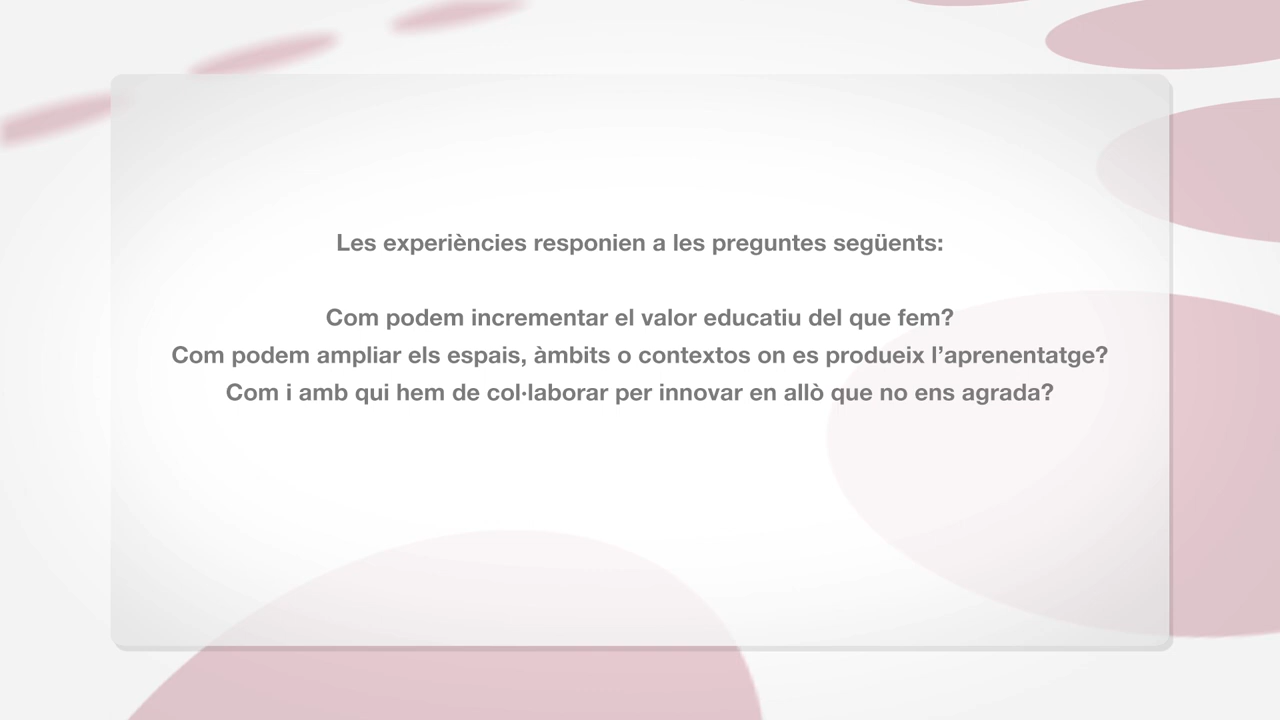 Les experiències responien a les preguntes següents:
Com podem incrementar el valor educatiu del que fem?
Com podem ampliar els espais, àmbits o contextos on es produeix l’aprenentatge?
Com i amb qui hem de col·laborar per innovar en allò que no ens agrada?